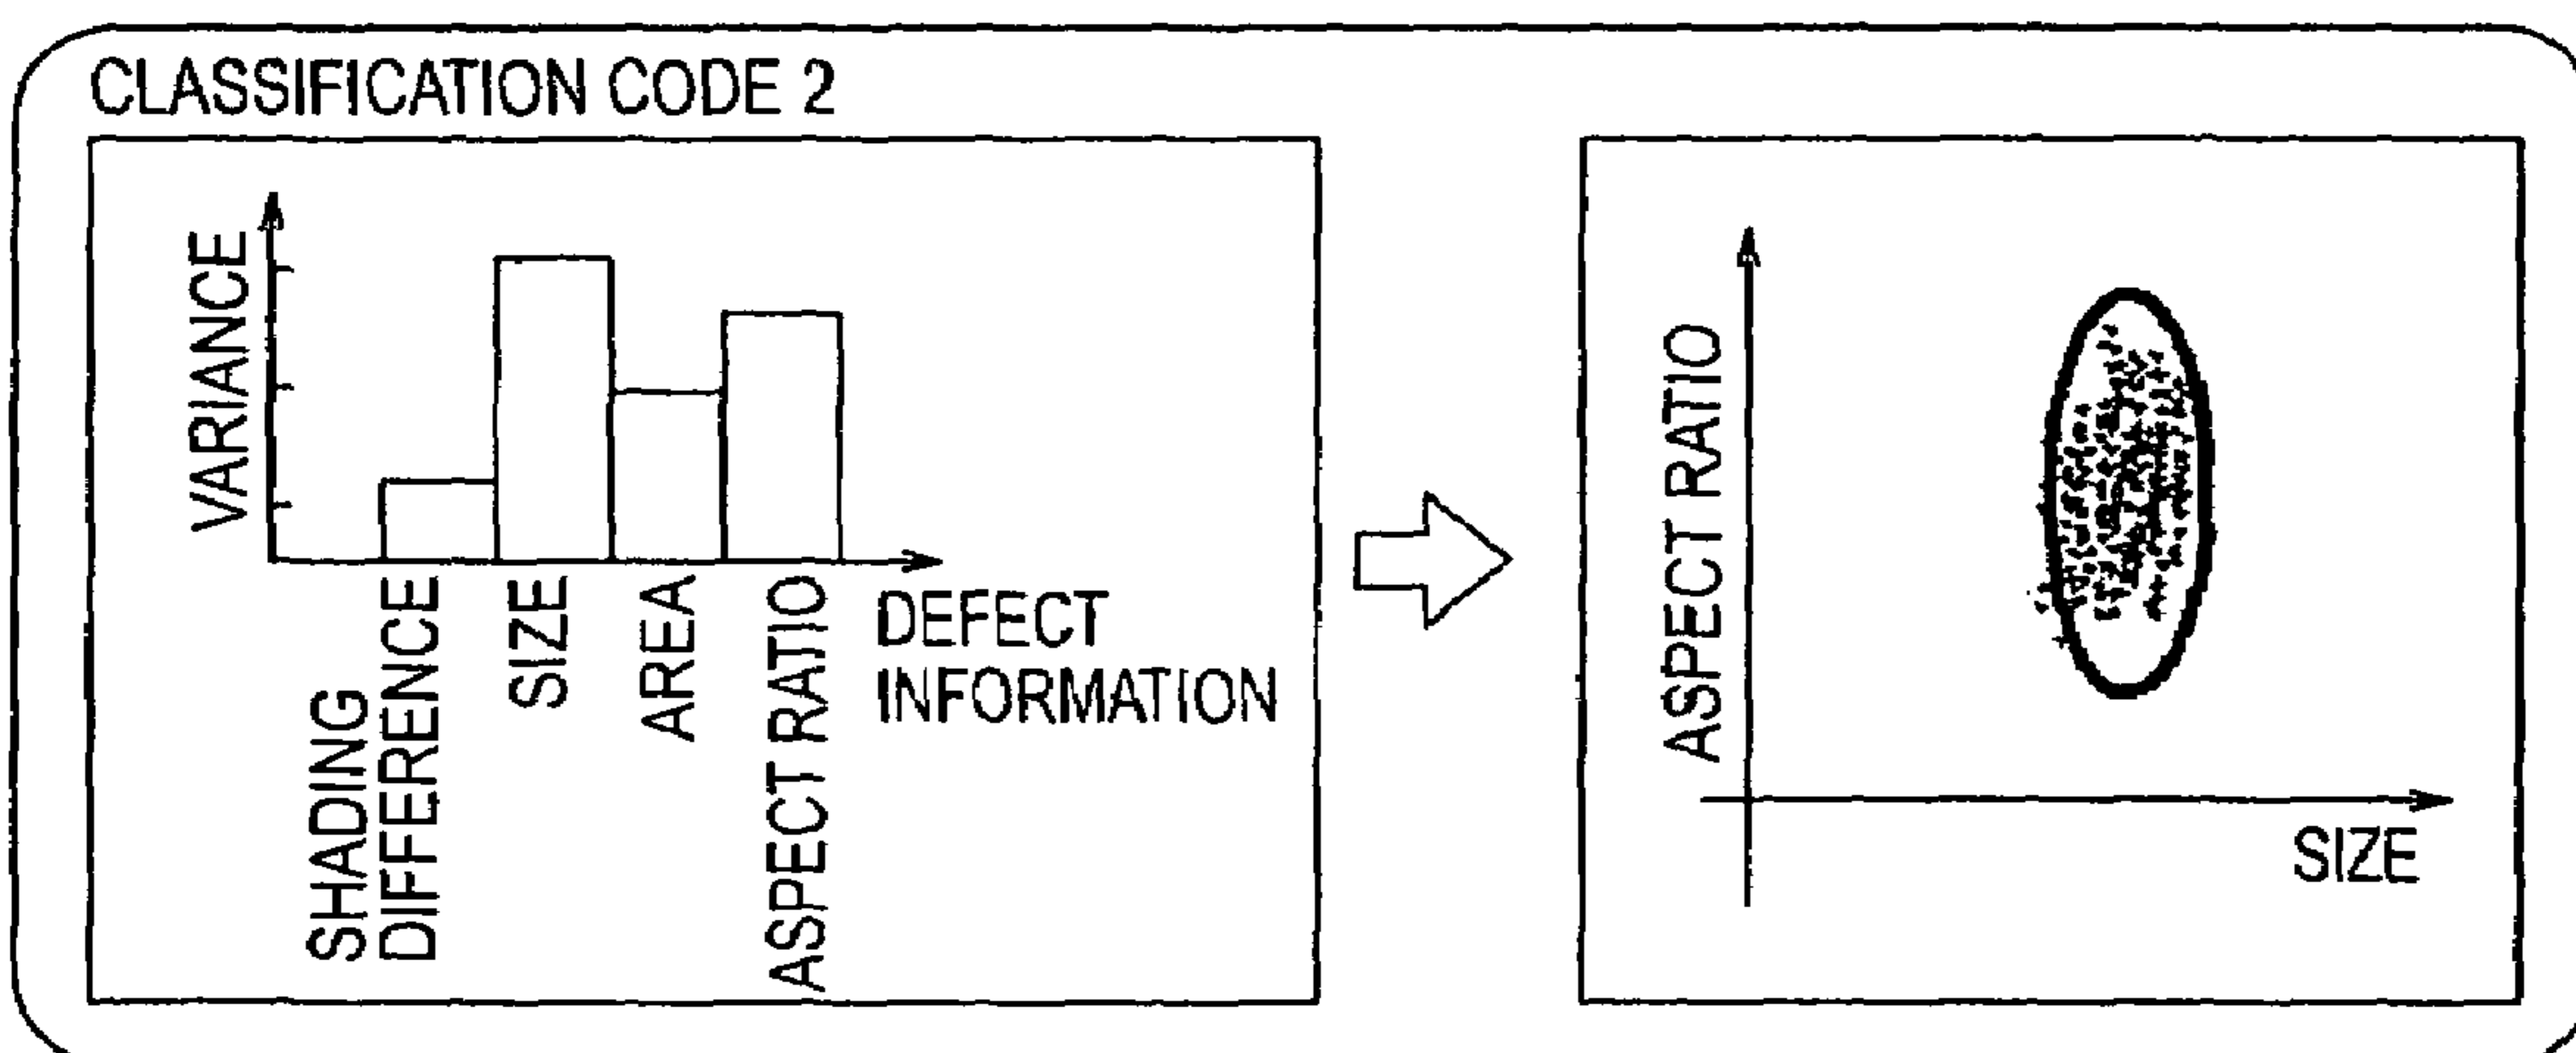 CLASSIFICATION CODE 2
VARIANCE
SHADING
DIFFERENCE
SIZE
AREA
ASPECT RATIO
DEFECT
INFORMATION
ASPECT RATIO
SIZE